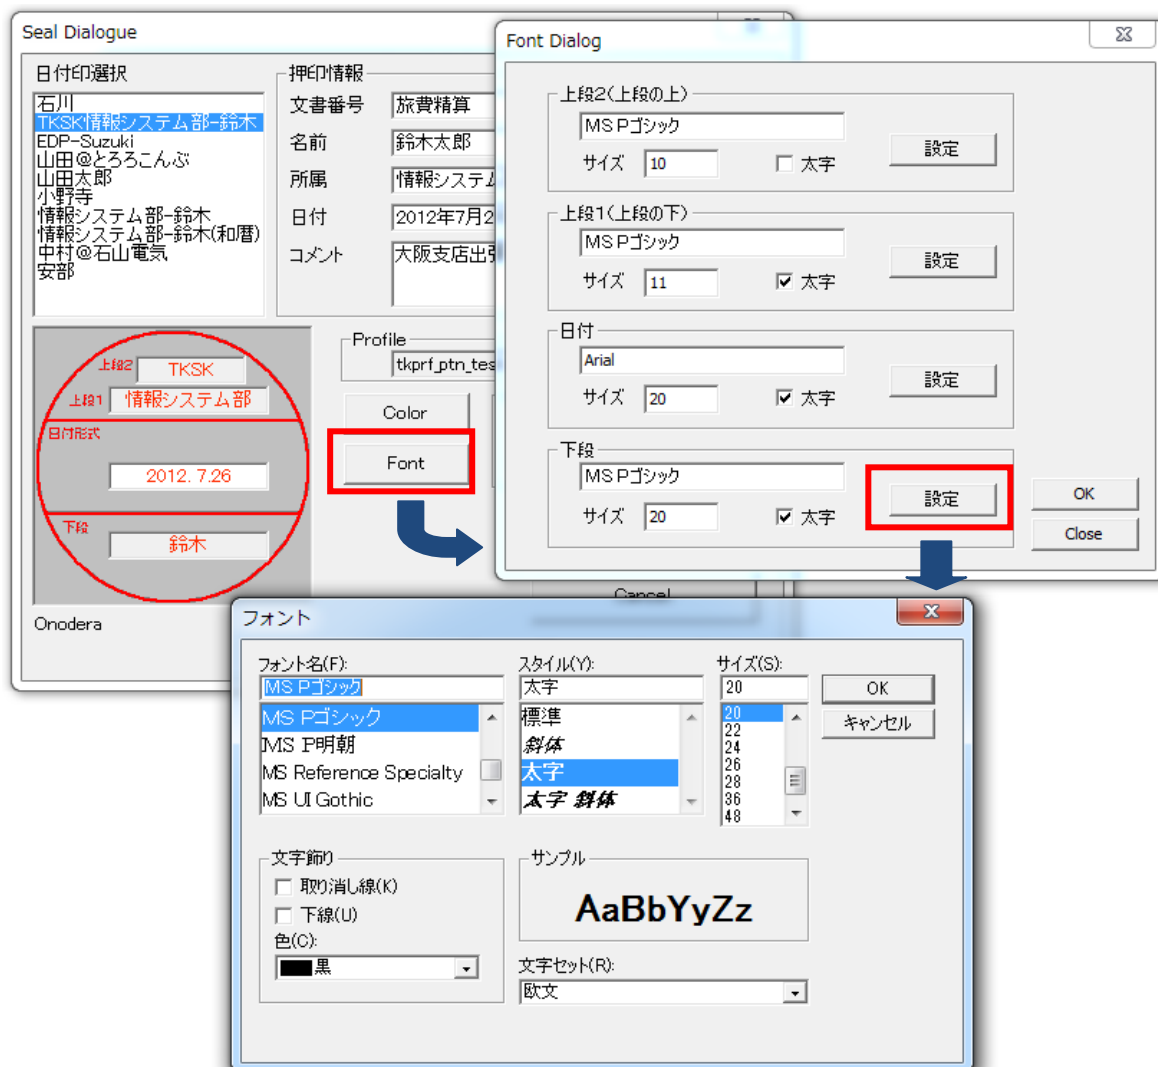 Seal Dialogue
日付印選択
石川
TKSK情報システム部-鈴木
EDP-Suzuki
山田@とろろこんぶ
山田太郎
小野寺
情報システム部-鈴木
情報システム部-鈴木(和暦)
中村@石山電気
安部
押印情報
文書番号 旅費精算
名前 鈴木太郎
所属 情報システム
日付 2012年7月2
コメント 大阪支店出張
上段2 TKSK
上段1 情報システム部
日付形式
2012. 7.26
下段
鈴木
Profile
tkprf_ptn_tes
Color
Font
Cancel
Onodera
Font Dialog
上段2(上段の上)
MS Pゴシック
サイズ 10 太字
設定
上段1(上段の下)
MS Pゴシック
サイズ 11 太字
設定
日付
Arial
サイズ 20 太字
設定
下段
MS Pゴシック
サイズ 20 太字
設定
OK
Close
フォント
フォント名(F):
MS Pゴシック
MS Pゴシック
MS P明朝
MS Reference Specialty
MS UI Gothic
スタイル(Y):
太字
標準
斜体
太字
太字 斜体
サイズ(S):
20
20
22
24
26
28
36
48
OK
キャンセル
文字飾り
取り消し線(K)
下線(U)
色(C):
黒
サンプル
AaBbYyZz
文字セット(R):
欧文